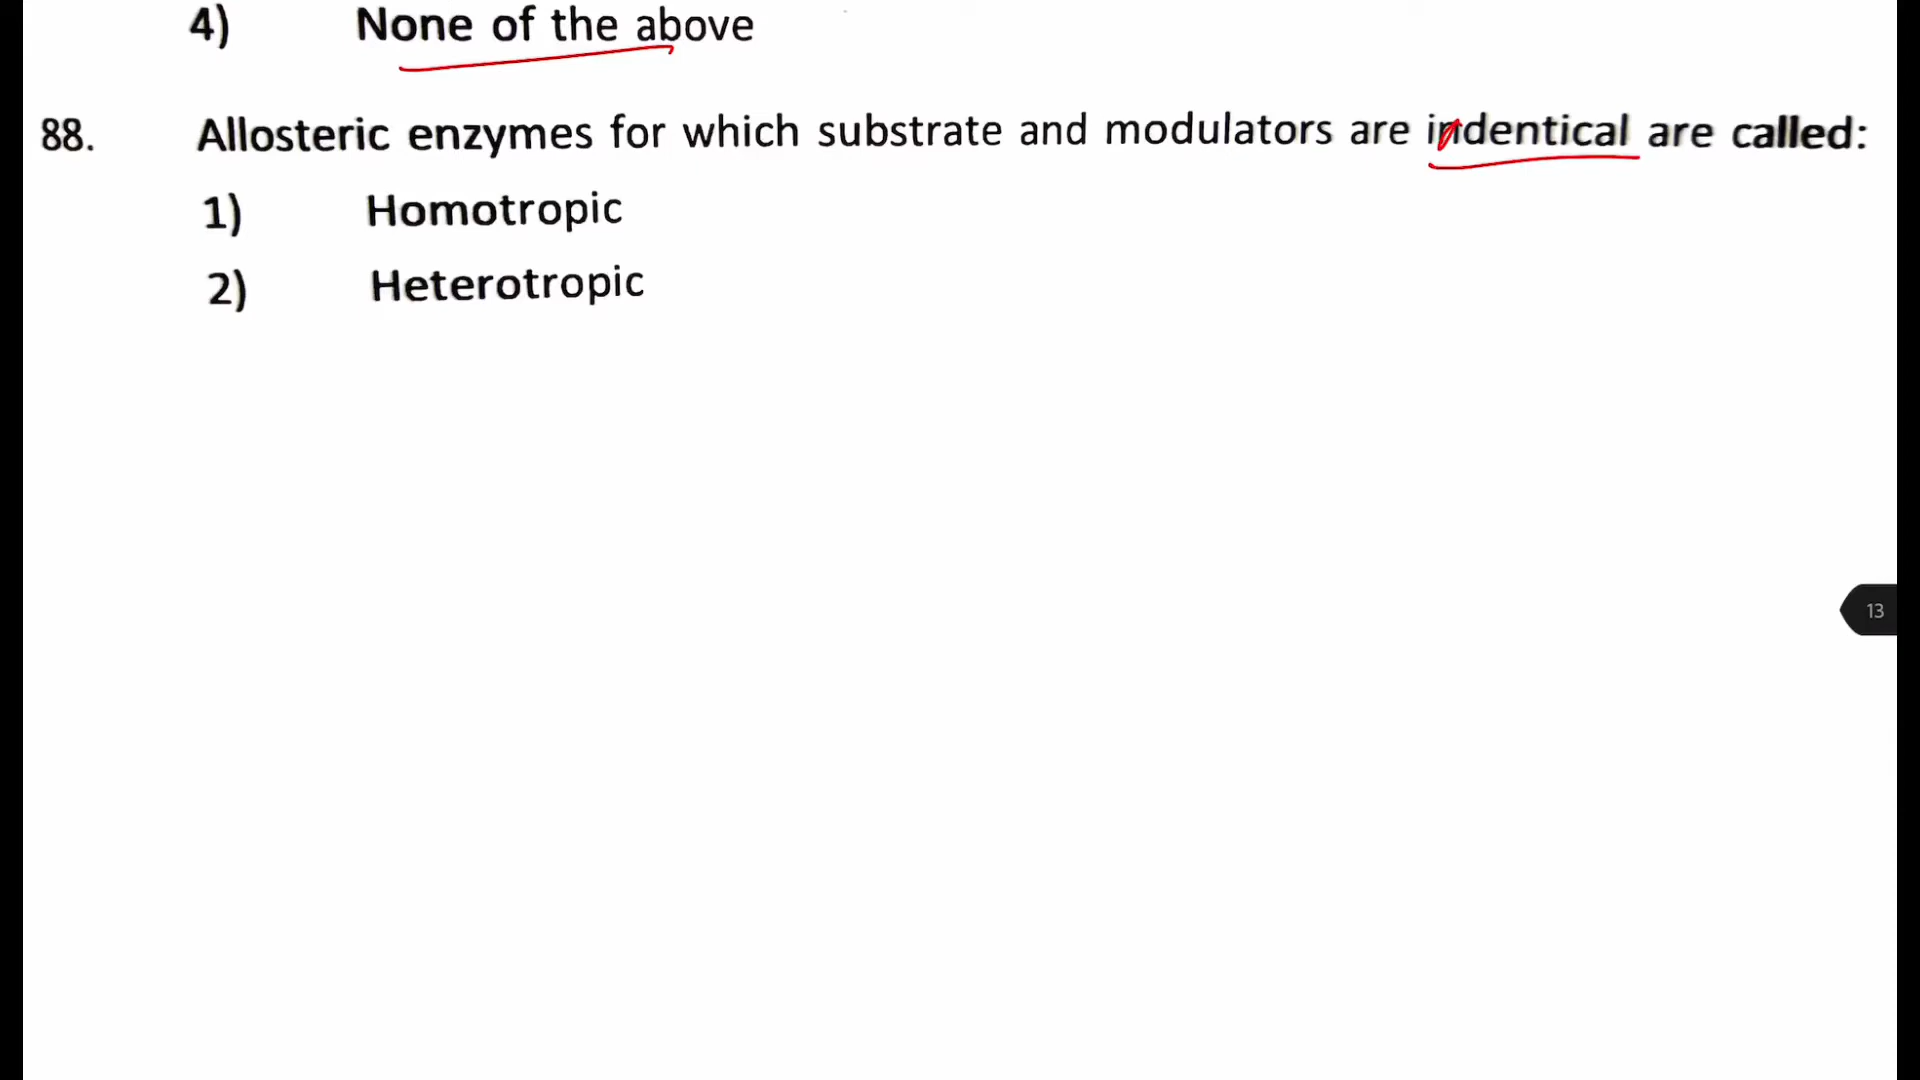 4) None of the above
88. Allosteric enzymes for which substrate and modulators are indentical are called:
1) Homotropic
2) Heterotropic
13